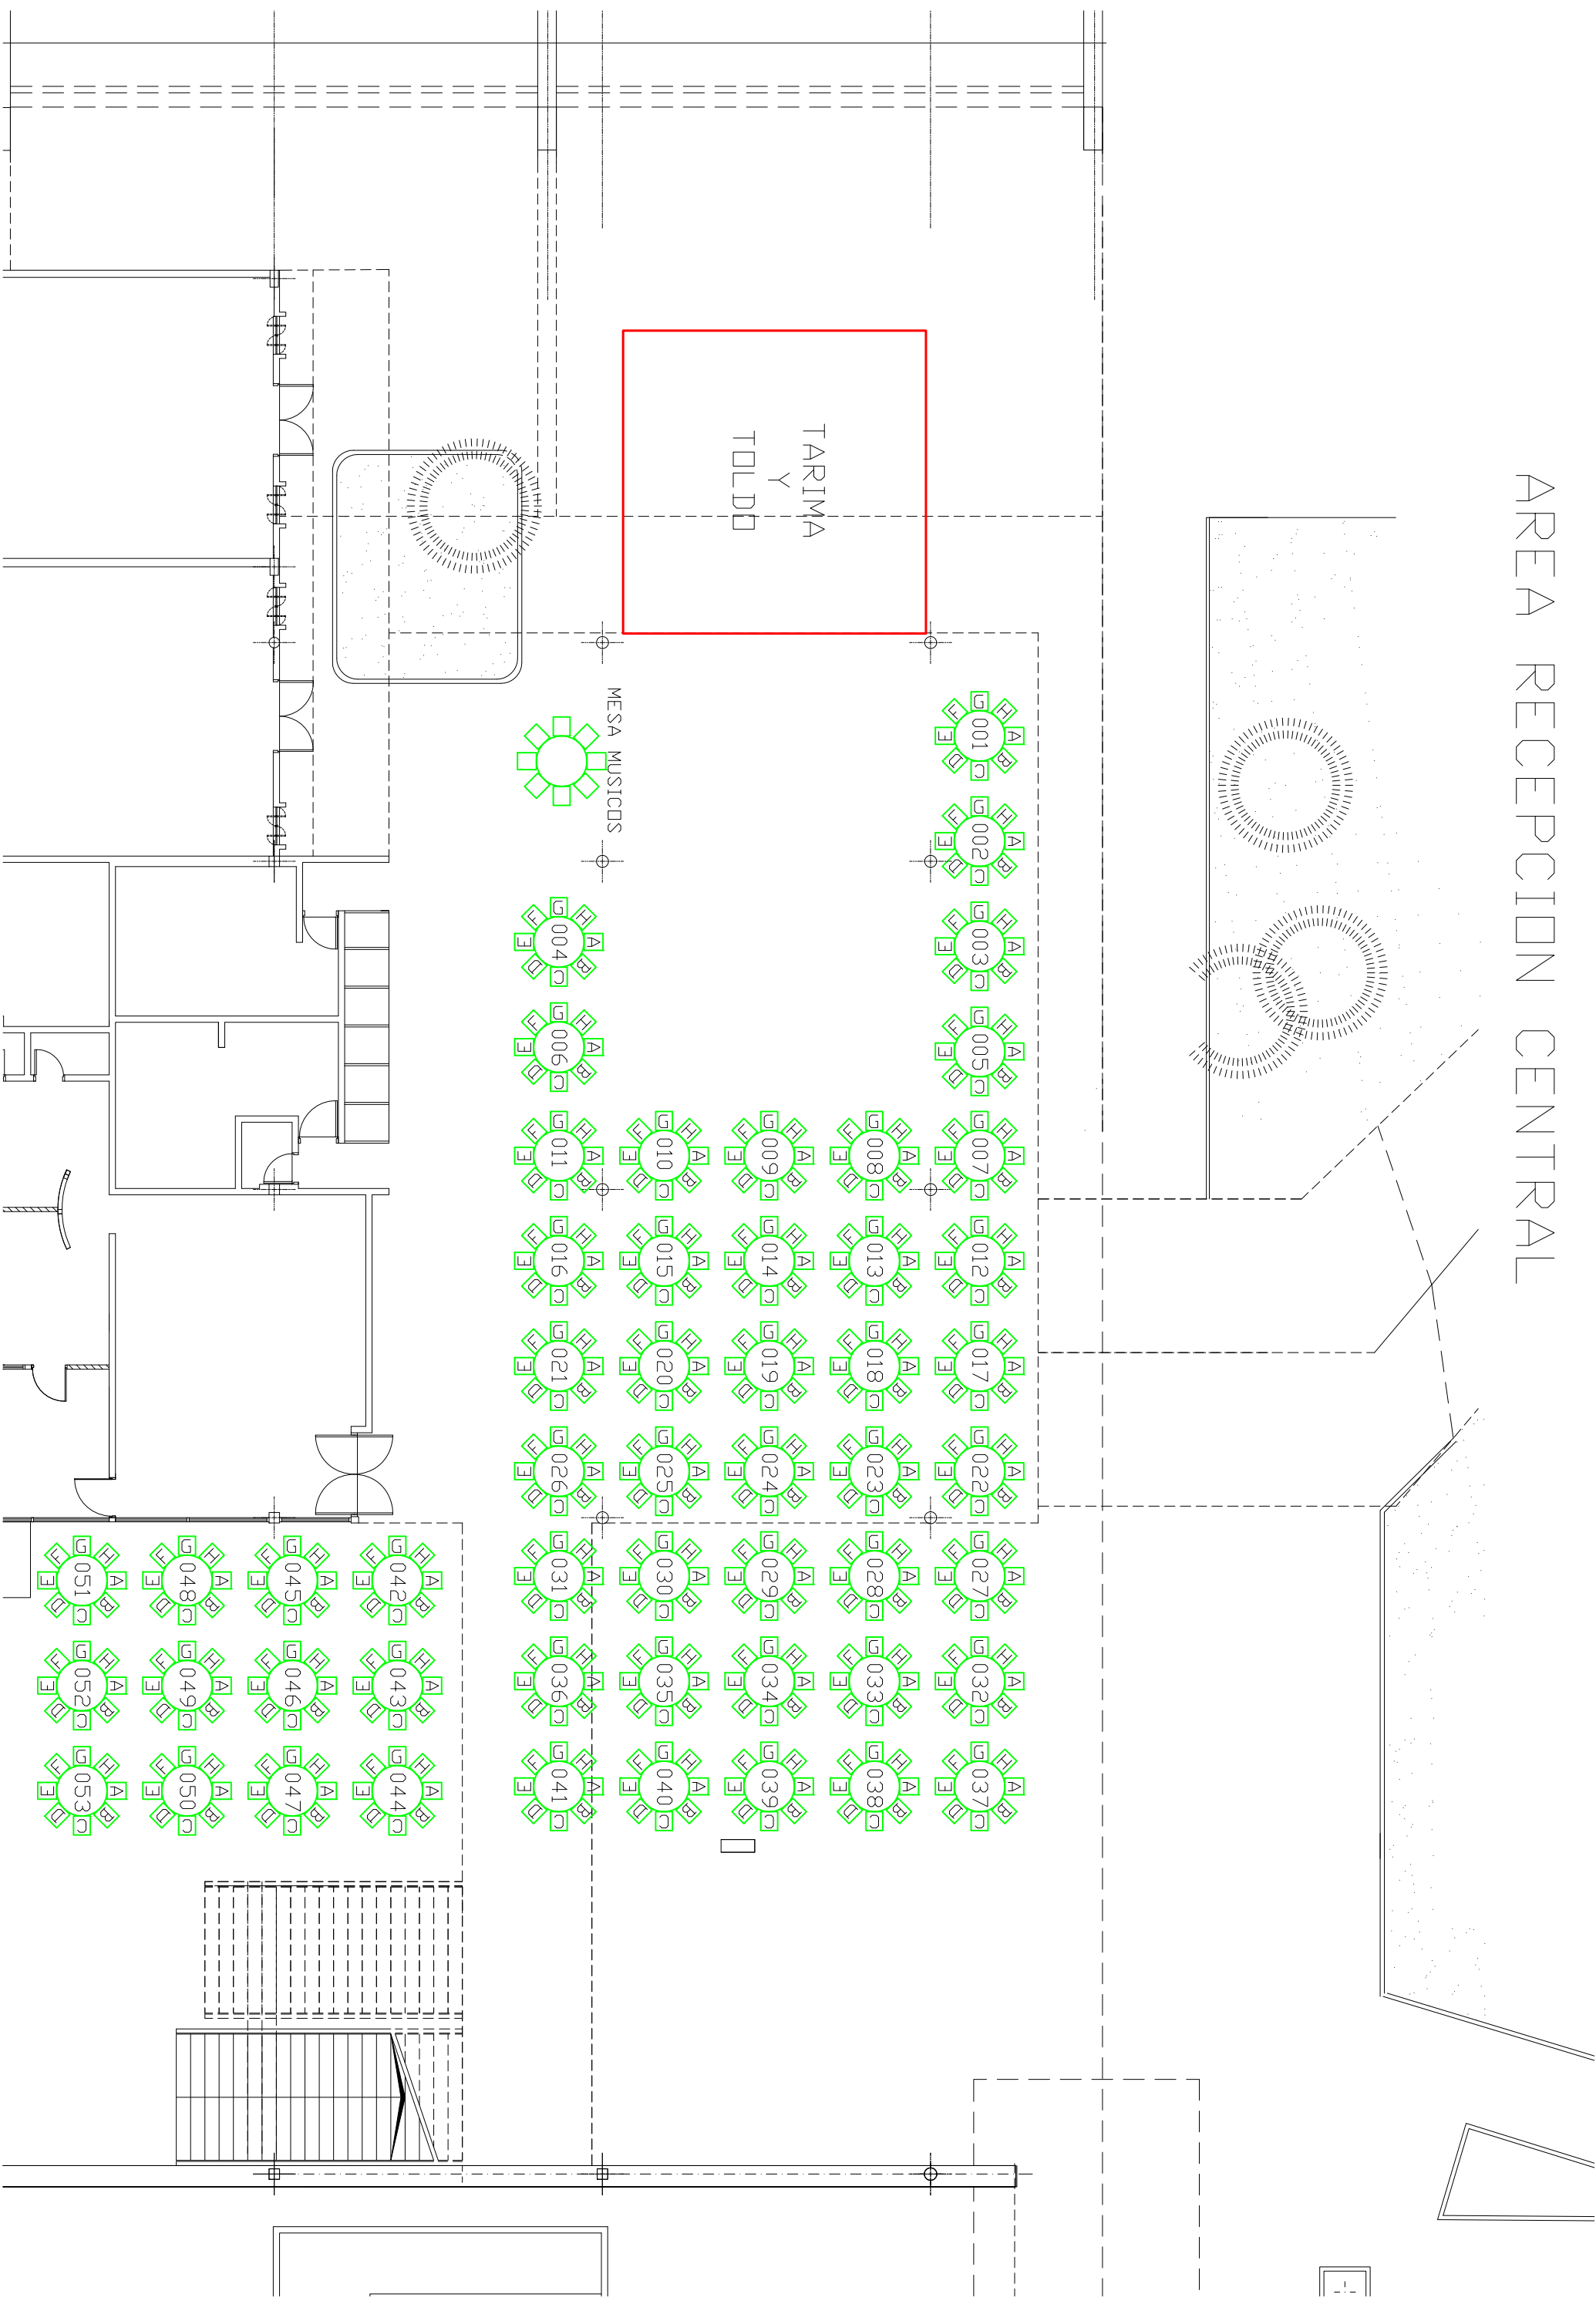 AREA RECEPCION CENTRAL
H A B H A B H A B H A B H A B H A B H A B H A B H A B H A B H A B
G 001 C G 002 C G 003 C G 005 C G 007 C G 012 C G 017 C G 022 C G 027 C G 032 C G 037 C
F E D F E D F E D F E D F E D F E D F E D F E D F E D F E D F E D
TARIMA
Y
TOLDO
H A B H A B H A B H A B H A B H A B H A B
G 008 C G 013 C G 018 C G 023 C G 028 C G 033 C G 038 C
F E D F E D F E D F E D F E D F E D F E D
H A B H A B H A B H A B H A B H A B H A B
G 009 C G 014 C G 019 C G 024 C G 029 C G 034 C G 039 C
F E D F E D F E D F E D F E D F E D F E D
H A B H A B H A B H A B H A B H A B H A B
G 010 C G 015 C G 020 C G 025 C G 030 C G 035 C G 040 C
F E D F E D F E D F E D F E D F E D F E D
MESA MUSICOS
H A B H A B H A B H A B H A B H A B H A B H A B H A B
G 004 C G 006 C G 011 C G 016 C G 021 C G 026 C G 031 C G 036 C G 041 C
F E D F E D F E D F E D F E D F E D F E D F E D F E D
H A B H A B H A B
G 042 C G 043 C G 044 C
F E D F E D F E D
H A B H A B H A B
G 045 C G 046 C G 047 C
F E D F E D F E D
H A B H A B H A B
G 048 C G 049 C G 050 C
F E D F E D F E D
H A B H A B H A B
G 051 C G 052 C G 053 C
F E D F E D F E D